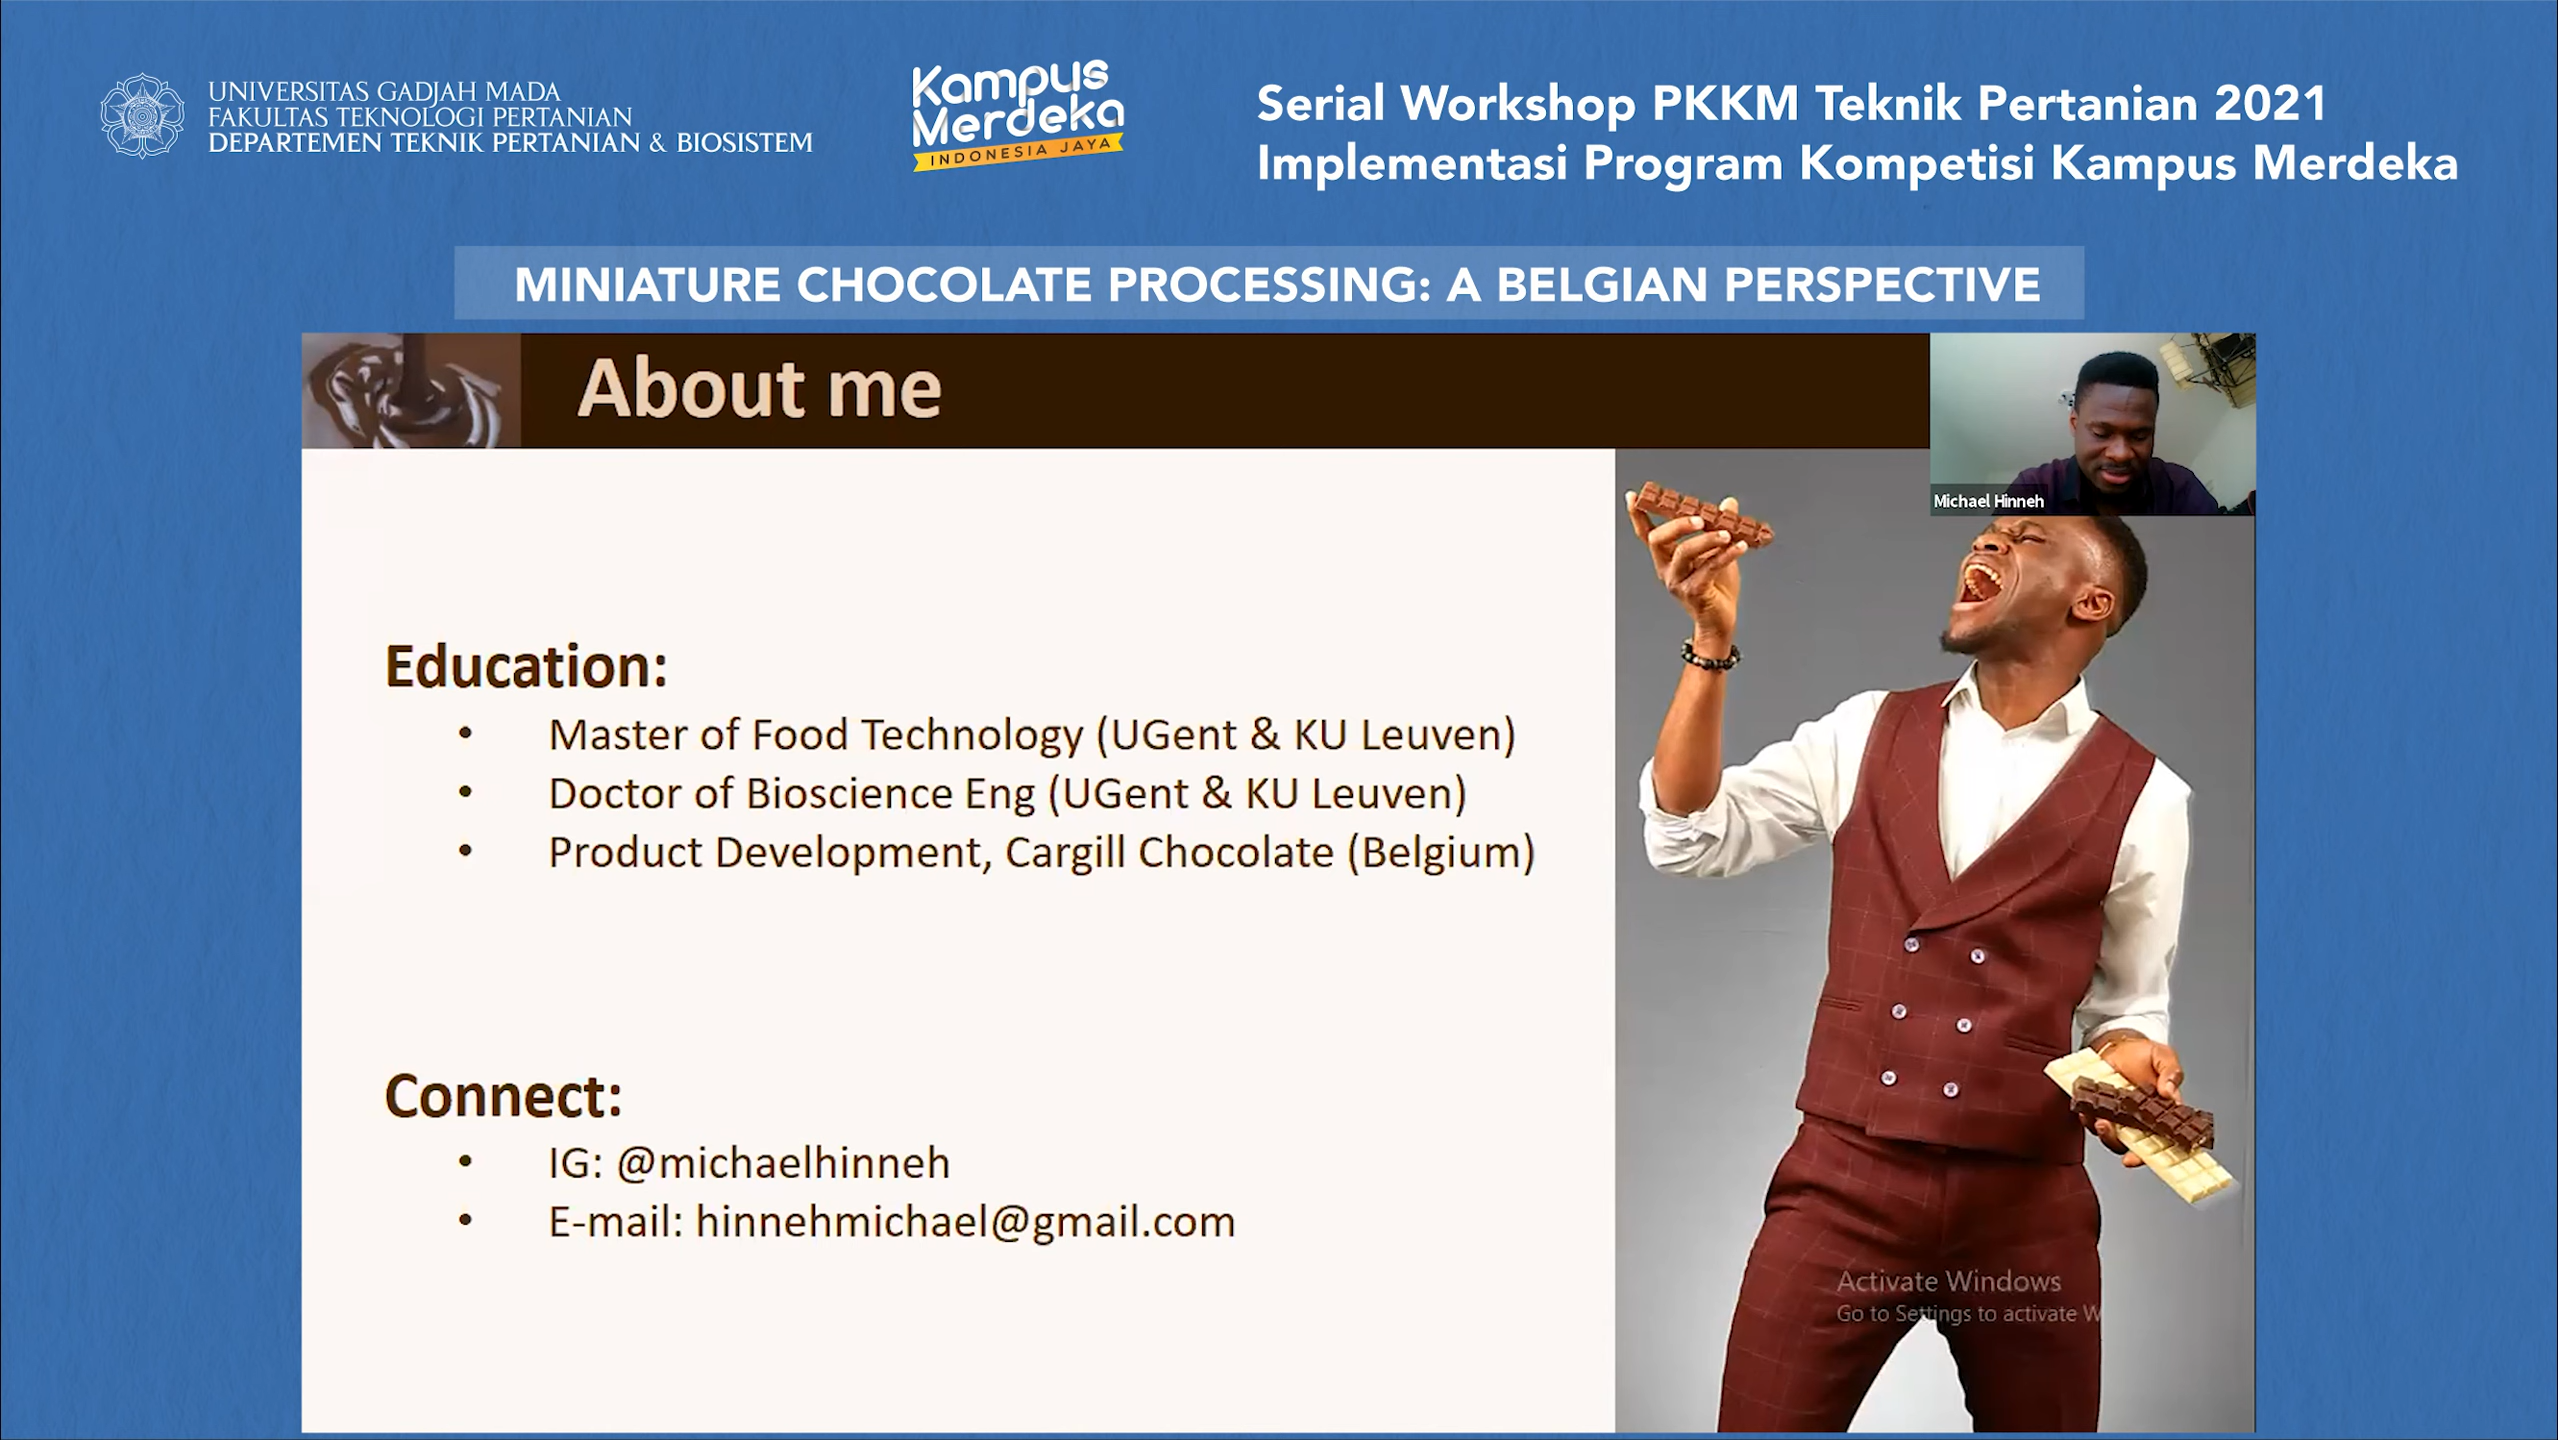 UNIVERSITAS GADJAH MADA
FAKULTAS TEKNOLOGI PERTANIAN
DEPARTEMEN TEKNIK PERTANIAN & BIOSISTEM
Kampus
Merdeka
INDONESIA JAYA
Serial Workshop PKKM Teknik Pertanian 2021
Implementasi Program Kompetisi Kampus Merdeka
MINIATURE CHOCOLATE PROCESSING: A BELGIAN PERSPECTIVE
About me
Michael Hinneh
Education:
• Master of Food Technology (UGent & KU Leuven)
• Doctor of Bioscience Eng (UGent & KU Leuven)
• Product Development, Cargill Chocolate (Belgium)
Connect:
• IG: @michaelhinneh
• E-mail: hinnehmichael@gmail.com
Activate Windows
Go to Settings to activate W